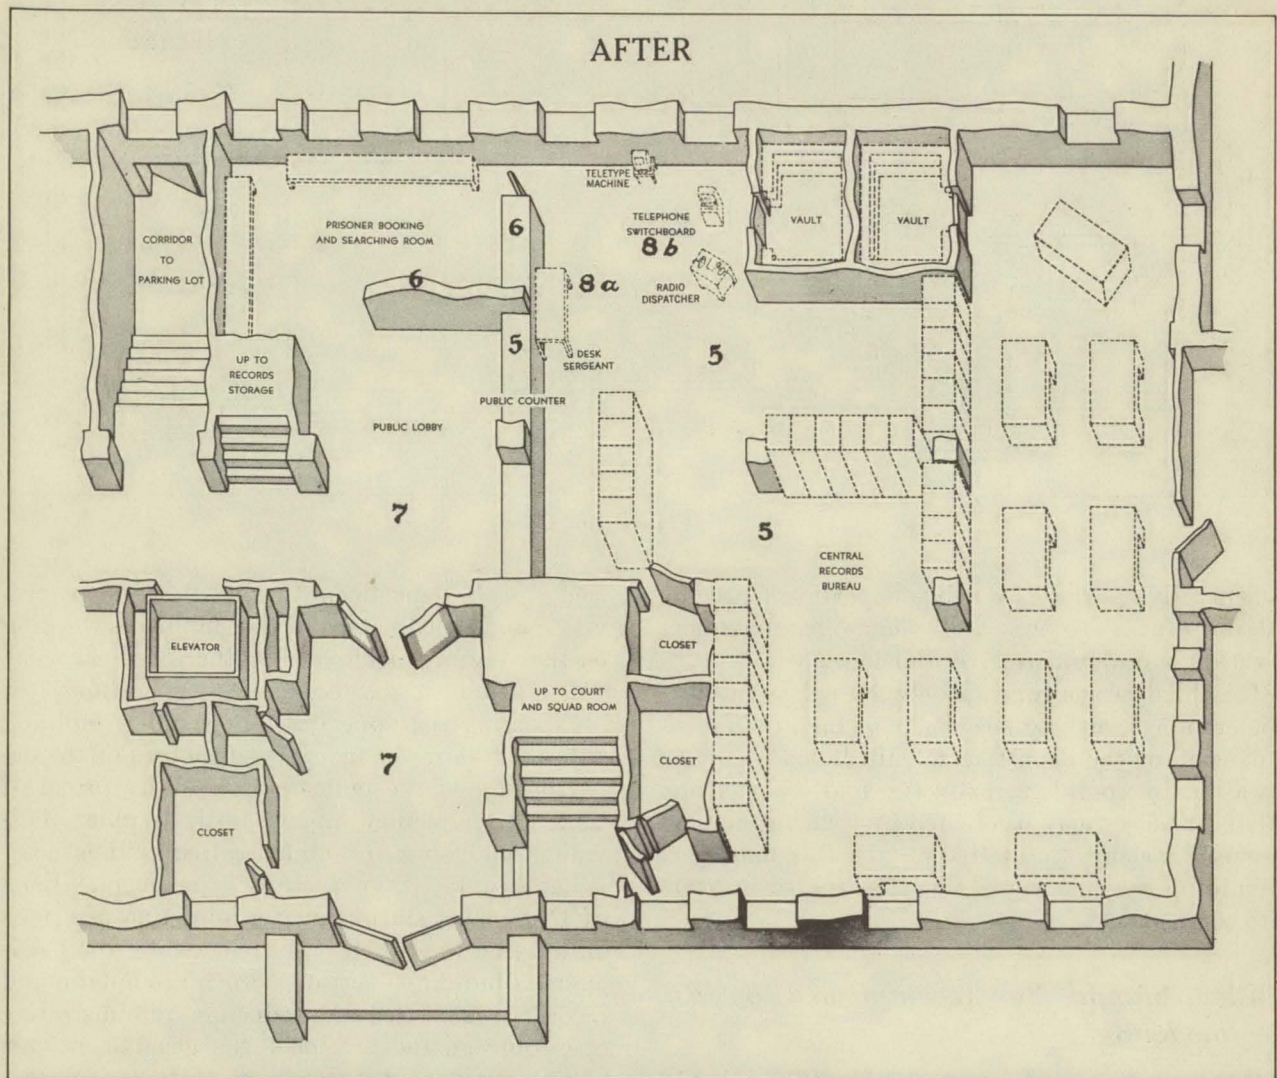 AFTER
TELETYPE
MACHINE
CORRIDOR
TO
PARKING LOT
PRISONER BOOKING
AND SEARCHING ROOM
6
TELEPHONE
SWITCHBOARD
8b
VAULT
VAULT
6
8a
RADIO
DISPATCHER
UP TO
RECORDS
STORAGE
5
DESK
SERGEANT
5
PUBLIC COUNTER
PUBLIC LOBBY
7
5
CENTRAL
RECORDS
BUREAU
ELEVATOR
CLOSET
UP TO COURT
AND SQUAD ROOM
7
CLOSET
CLOSET